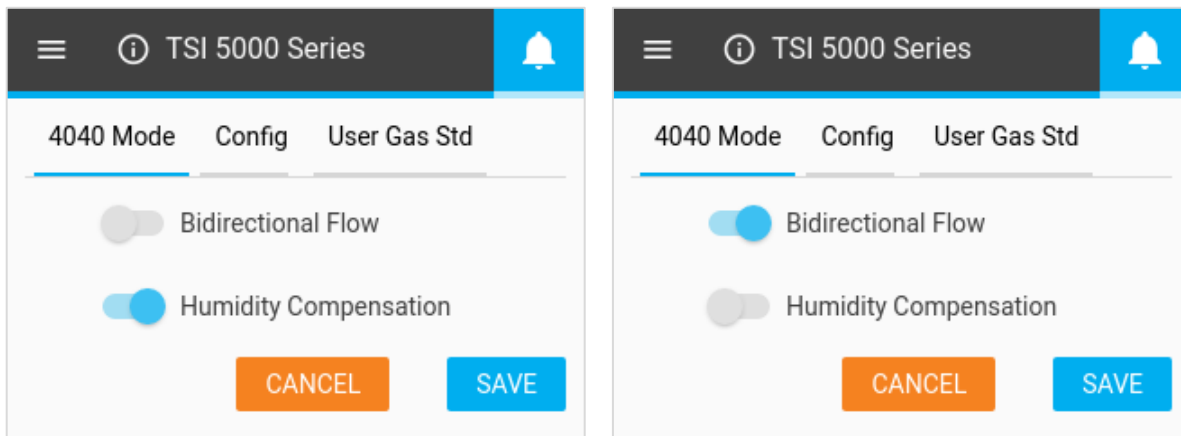 TSI 5000 Series
4040 Mode Config User Gas Std
Bidirectional Flow
Humidity Compensation
CANCEL SAVE
TSI 5000 Series
4040 Mode Config User Gas Std
Bidirectional Flow
Humidity Compensation
CANCEL SAVE